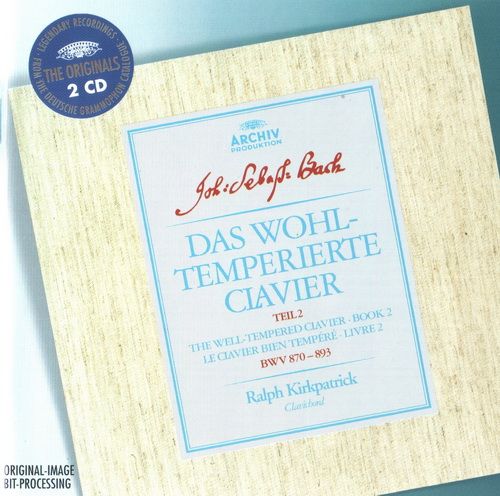 LEGENDARY RECORDINGS
FROM THE DEUTSCHE GRAMMOPHON CATALOGUE
THE ORIGINALS
2 CD
ARCHIV
PRODUKTION
Joh: Sebast: Bach
DAS WOHL-
TEMPERIERTE
CLAVIER
TEIL 2
THE WELL-TEMPERED CLAVIER · BOOK 2
LE CLAVIER BIEN TEMPÉRÉ · LIVRE 2
BWV 870–893
Ralph Kirkpatrick
Clavichord
ORIGINAL-IMAGE
BIT-PROCESSING